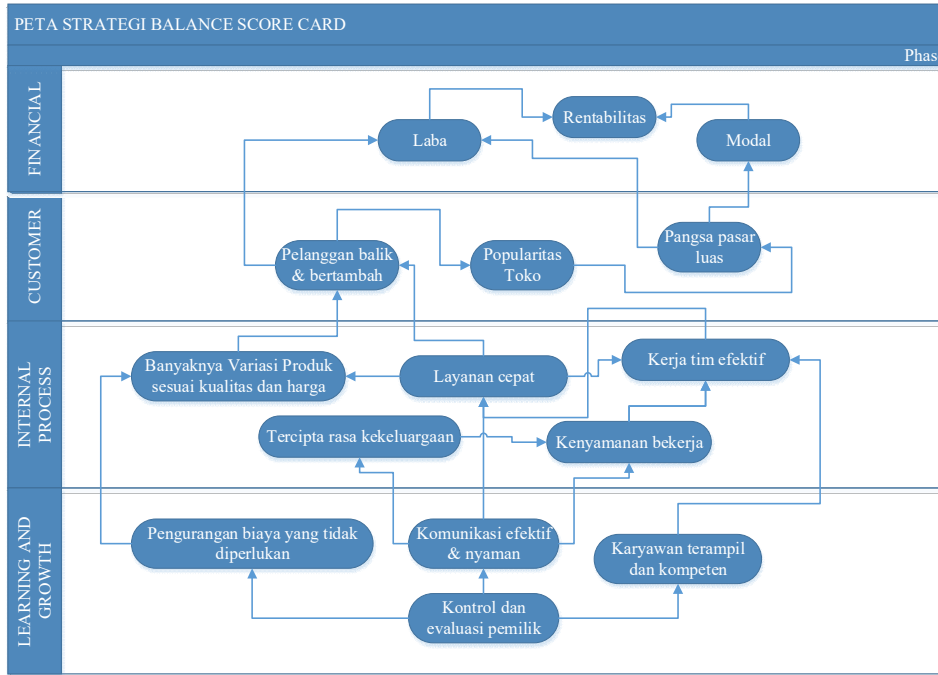 PETA STRATEGI BALANCE SCORE CARD
Phas
FINANCIAL
Rentabilitas
Laba
Modal
CUSTOMER
Pelanggan balik
& bertambah
Popularitas
Toko
Pangsa pasar
luas
INTERNAL
PROCESS
Banyaknya Variasi Produk
sesuai kualitas dan harga
Layanan cepat
Kerja tim efektif
Tercipta rasa kekeluargaan
Kenyamanan bekerja
LEARNING AND
GROWTH
Pengurangan biaya yang tidak
diperlukan
Komunikasi efektif
& nyaman
Karyawan terampil
dan kompeten
Kontrol dan
evaluasi pemilik